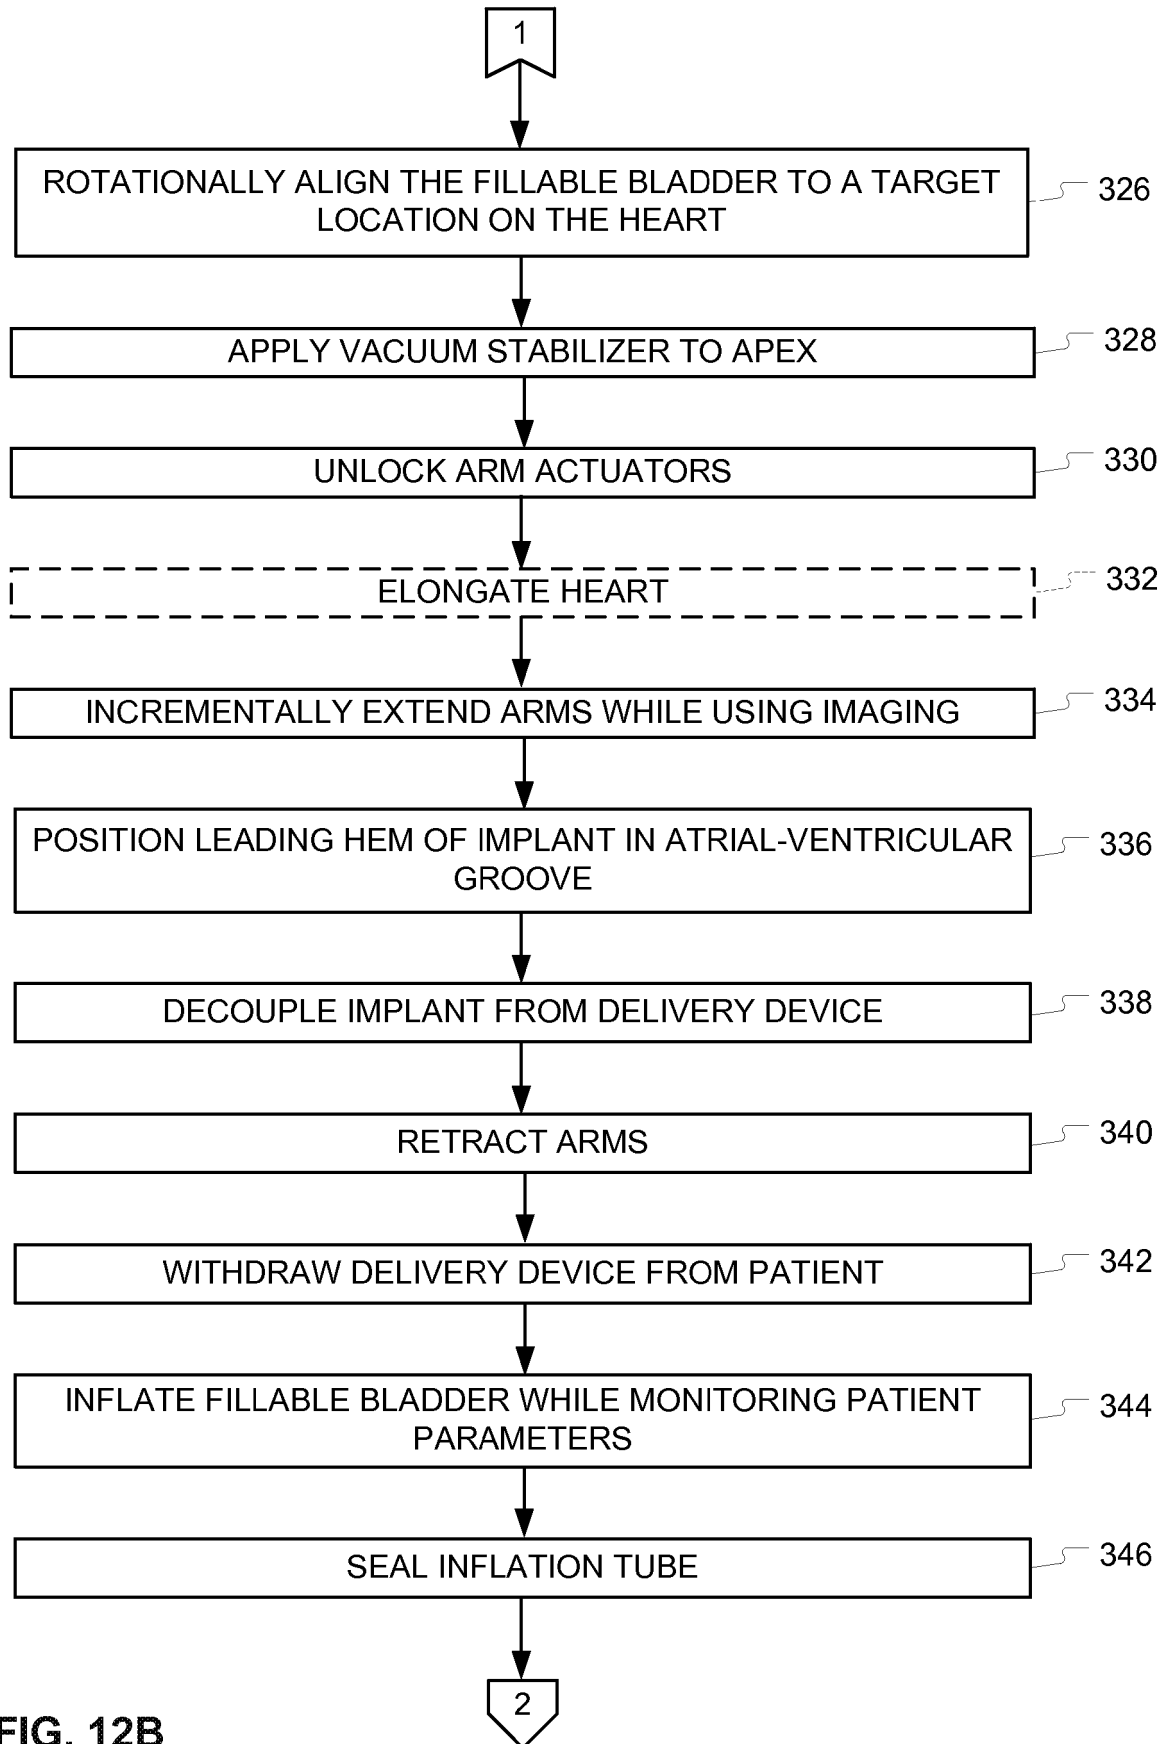 1
ROTATIONALLY ALIGN THE FILLABLE BLADDER TO A TARGET
LOCATION ON THE HEART
326
APPLY VACUUM STABILIZER TO APEX
328
UNLOCK ARM ACTUATORS
330
ELONGATE HEART
332
INCREMENTALLY EXTEND ARMS WHILE USING IMAGING
334
POSITION LEADING HEM OF IMPLANT IN ATRIAL-VENTRICULAR
GROOVE
336
DECOUPLE IMPLANT FROM DELIVERY DEVICE
338
RETRACT ARMS
340
WITHDRAW DELIVERY DEVICE FROM PATIENT
342
INFLATE FILLABLE BLADDER WHILE MONITORING PATIENT
PARAMETERS
344
SEAL INFLATION TUBE
346
2
FIG. 12B